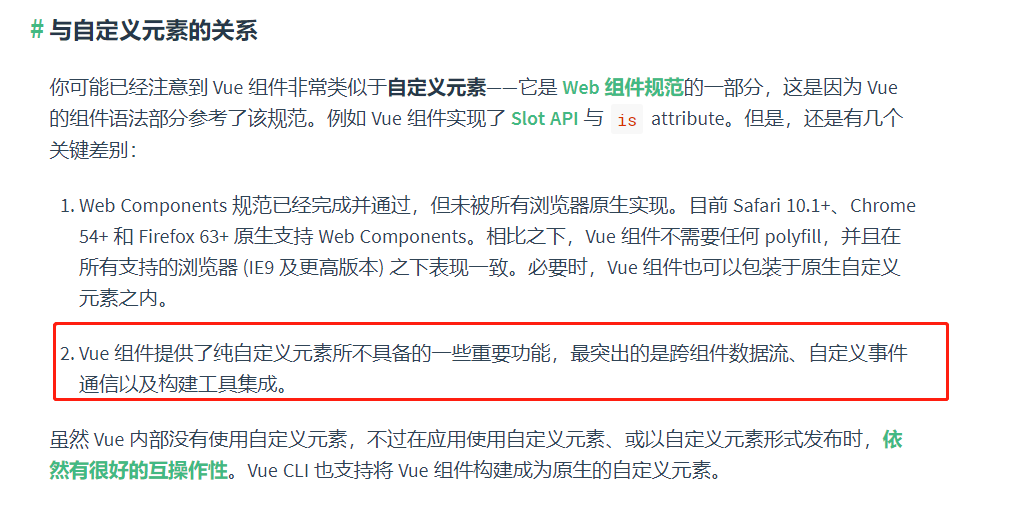 # 与自定义元素的关系
你可能已经注意到 Vue 组件非常类似于自定义元素——它是 Web 组件规范的一部分，这是因为 Vue
的组件语法部分参考了该规范。例如 Vue 组件实现了 Slot API 与 is attribute。但是，还是有几个
关键差别：
1. Web Components 规范已经完成并通过，但未被所有浏览器原生实现。目前 Safari 10.1+、Chrome
54+ 和 Firefox 63+ 原生支持 Web Components。相比之下，Vue 组件不需要任何 polyfill，并且在
所有支持的浏览器 (IE9 及更高版本) 之下表现一致。必要时，Vue 组件也可以包装于原生自定义
元素之内。
2. Vue 组件提供了纯自定义元素所不具备的一些重要功能，最突出的是跨组件数据流、自定义事件
通信以及构建工具集成。
虽然 Vue 内部没有使用自定义元素，不过在应用使用自定义元素、或以自定义元素形式发布时，依
然有很好的互操作性。Vue CLI 也支持将 Vue 组件构建成为原生的自定义元素。